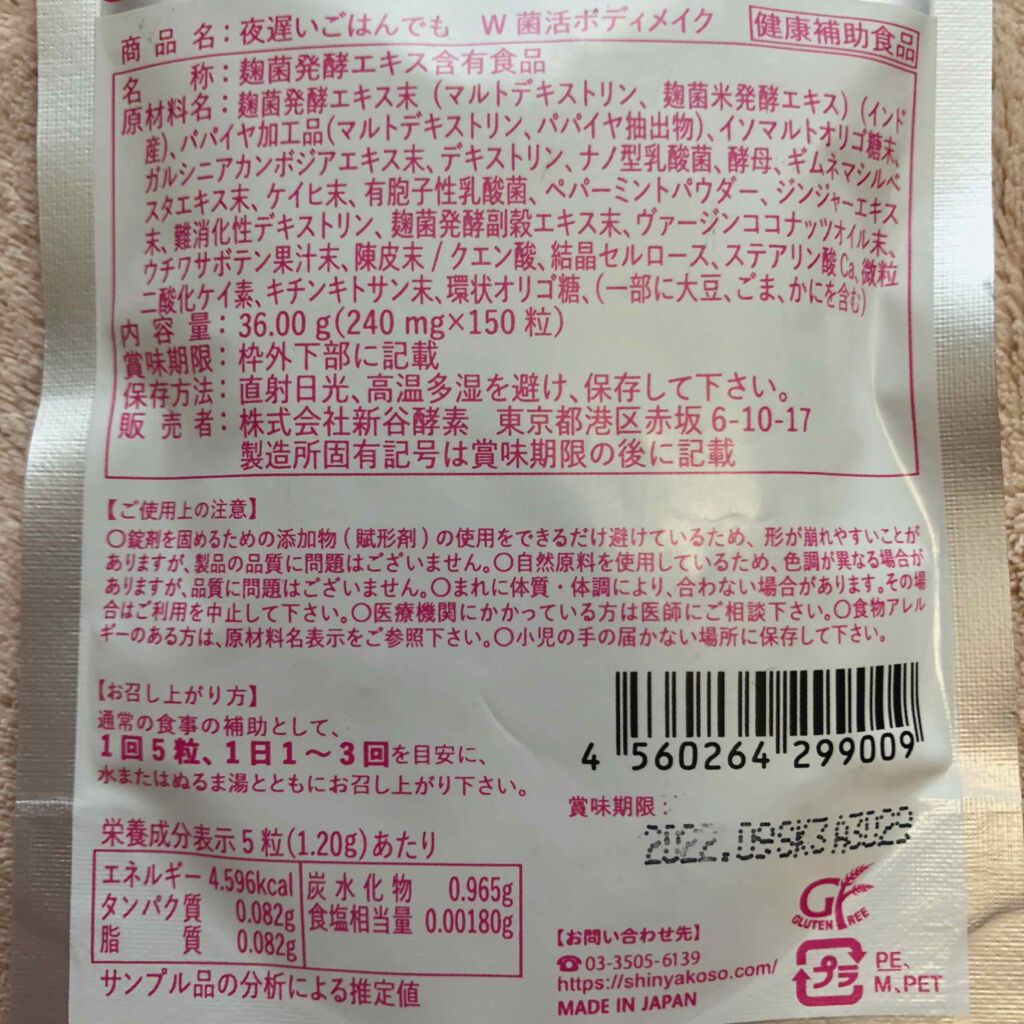 商品名：夜遅いごはんでも W菌活ボディメイク 健康補助食品
名称：麹菌発酵エキス含有食品
原材料名：麹菌発酵エキス末（マルトデキストリン、麹菌米発酵エキス）（インド
産）、パパイヤ加工品(マルトデキストリン、パパイヤ抽出物)、イソマルトオリゴ糖末、
ガルシニアカンボジアエキス末、デキストリン、ナノ型乳酸菌、酵母、ギムネマシルベ
スタエキス末、ケイヒ末、有胞子性乳酸菌、ペパーミントパウダー、ジンジャーエキス
末、難消化性デキストリン、麹菌発酵副穀エキス末、ヴァージンココナッツオイル末、
ウチワサボテン果汁末、陳皮末/クエン酸、結晶セルロース、ステアリン酸Ca、微粒
二酸化ケイ素、キチンキトサン末、環状オリゴ糖、(一部に大豆、ごま、かにを含む)
内容量：36.00 g(240 mg×150 粒)
賞味期限：枠外下部に記載
保存方法：直射日光、高温多湿を避け、保存して下さい。
販売者：株式会社新谷酵素 東京都港区赤坂 6-10-17
製造所固有記号は賞味期限の後に記載
【ご使用上の注意】
〇錠剤を固めるための添加物(賦形剤)の使用をできるだけ避けているため、形が崩れやすいことが
ありますが、製品の品質に問題はございません。〇自然原料を使用しているため、色調が異なる場合が
ありますが、品質に問題はございません。〇まれに体質・体調により、合わない場合があります。その場
合はご利用を中止して下さい。〇医療機関にかかっている方は医師にご相談下さい。〇食物アレル
ギーのある方は、原材料名表示をご参照下さい。〇小児の手の届かない場所に保存して下さい。
【お召し上がり方】
通常の食事の補助として、
1回5粒、1日1～3回を目安に、
水またはぬるま湯とともにお召し上がり下さい。
4 560264 299009
賞味期限：
2022.09SK3A3029
栄養成分表示 5 粒(1.20g)あたり
エネルギー 4.596kcal 炭水化物 0.965g
タンパク質 0.082g 食塩相当量 0.00180g
脂質 0.082g
サンプル品の分析による推定値
GLUTEN FREE
【お問い合わせ先】
☎03-3505-6139
https://shinyakoso.com/
MADE IN JAPAN
プラ
PE、
M、PET